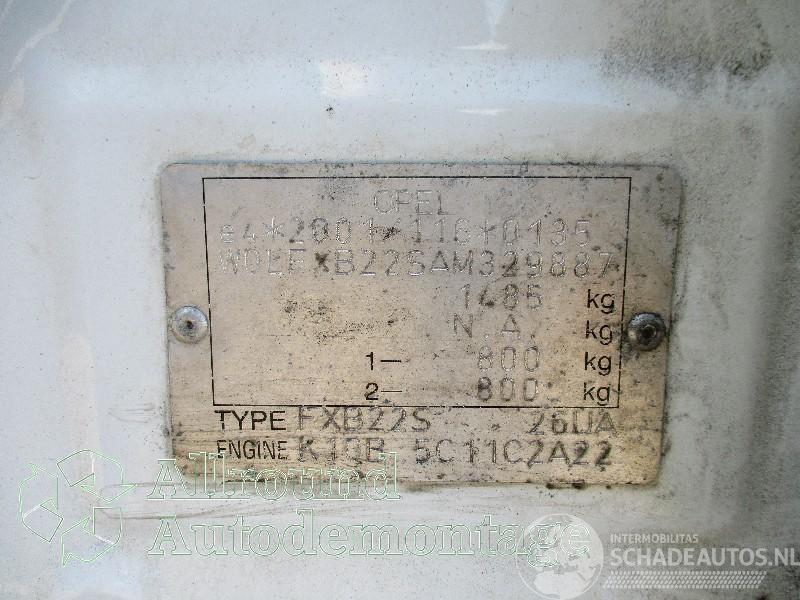 OPEL
e4*2001/116*0135
W0LFXB22SAM329887
1485 kg
N.A. kg
1— 800 kg
2— 800 kg
TYPE FXB22S 26UA
ENGINE K10B 5C11C2A22
Allround
Autodemontage
INTERMOBILITAS
SCHADEAUTOS.NL